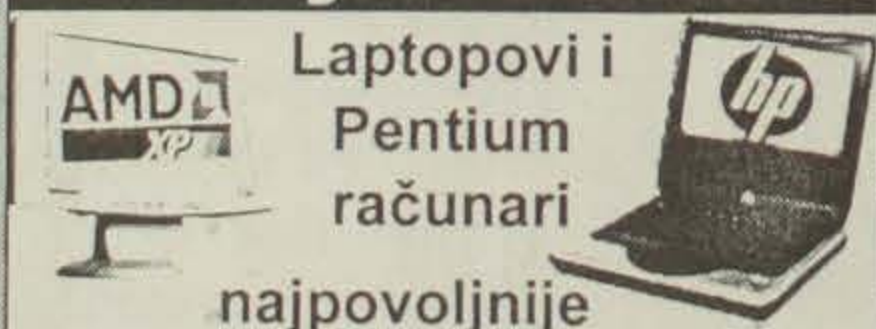 Laptopovi i
AMD
XP
hp
Pentium
računari
najpovoljnije